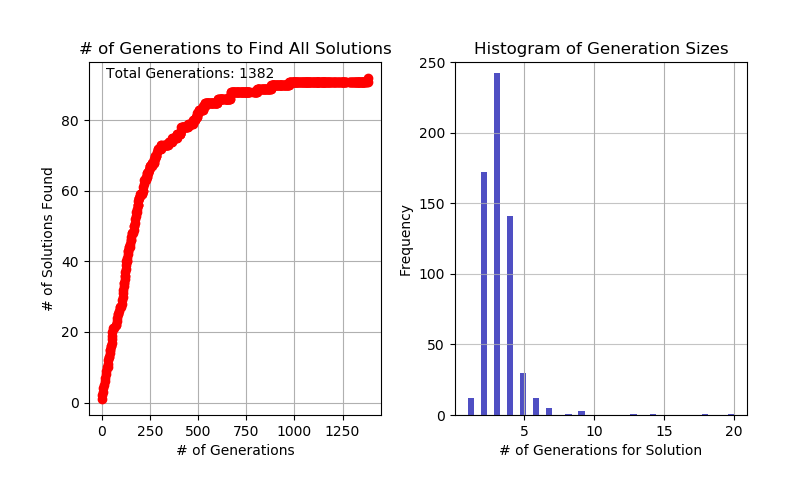 # of Generations to Find All Solutions
Total Generations: 1382
80
60
40
20
0
# of Solutions Found
0 250 500 750 1000 1250
# of Generations
Histogram of Generation Sizes
250
200
150
100
50
0
Frequency
5 10 15 20
# of Generations for Solution